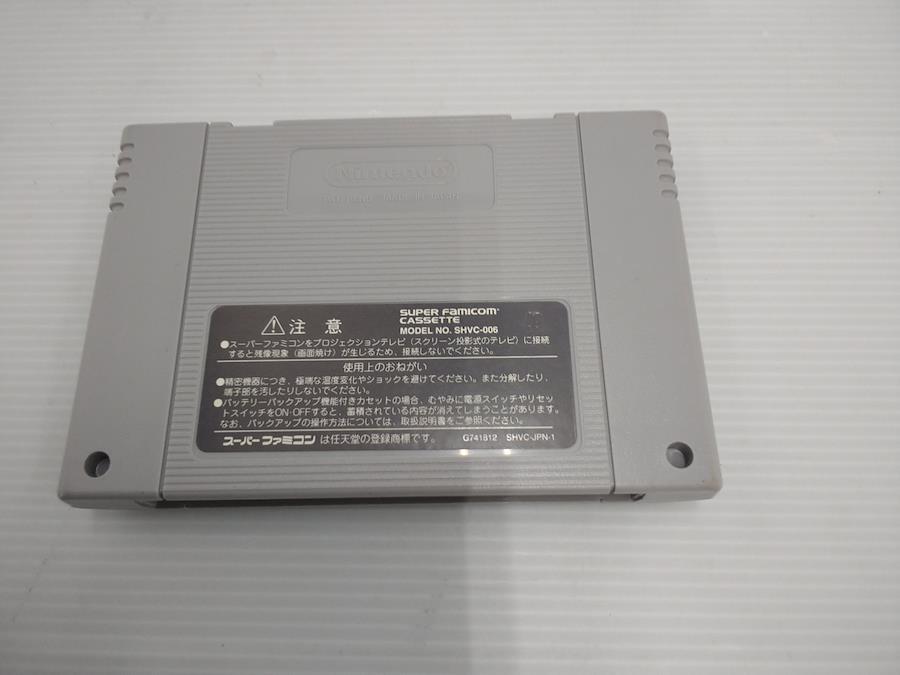 Nintendo
PAT. PEND. MADE IN JAPAN
⚠注 意
SUPER FAMICOM
CASSETTE
MODEL NO. SHVC-006
●スーパーファミコンをプロジェクションテレビ(スクリーン投影式のテレビ)に接続
すると残像現象(画面焼け)が生じるため、接続しないでください。
使用上のおねがい
●精密機器につき、極端な温度変化やショックを避けてください。また分解したり、
端子部を汚したりしないでください。
●バッテリーバックアップ機能付きカセットの場合、むやみに電源スイッチやリセッ
トスイッチをON・OFFすると、蓄積されている内容が消えてしまうことがあります。
なお、バックアップの操作方法については、取扱説明書をご参照ください。
スーパーファミコン は任天堂の登録商標です。 G741812 SHVC-JPN-1